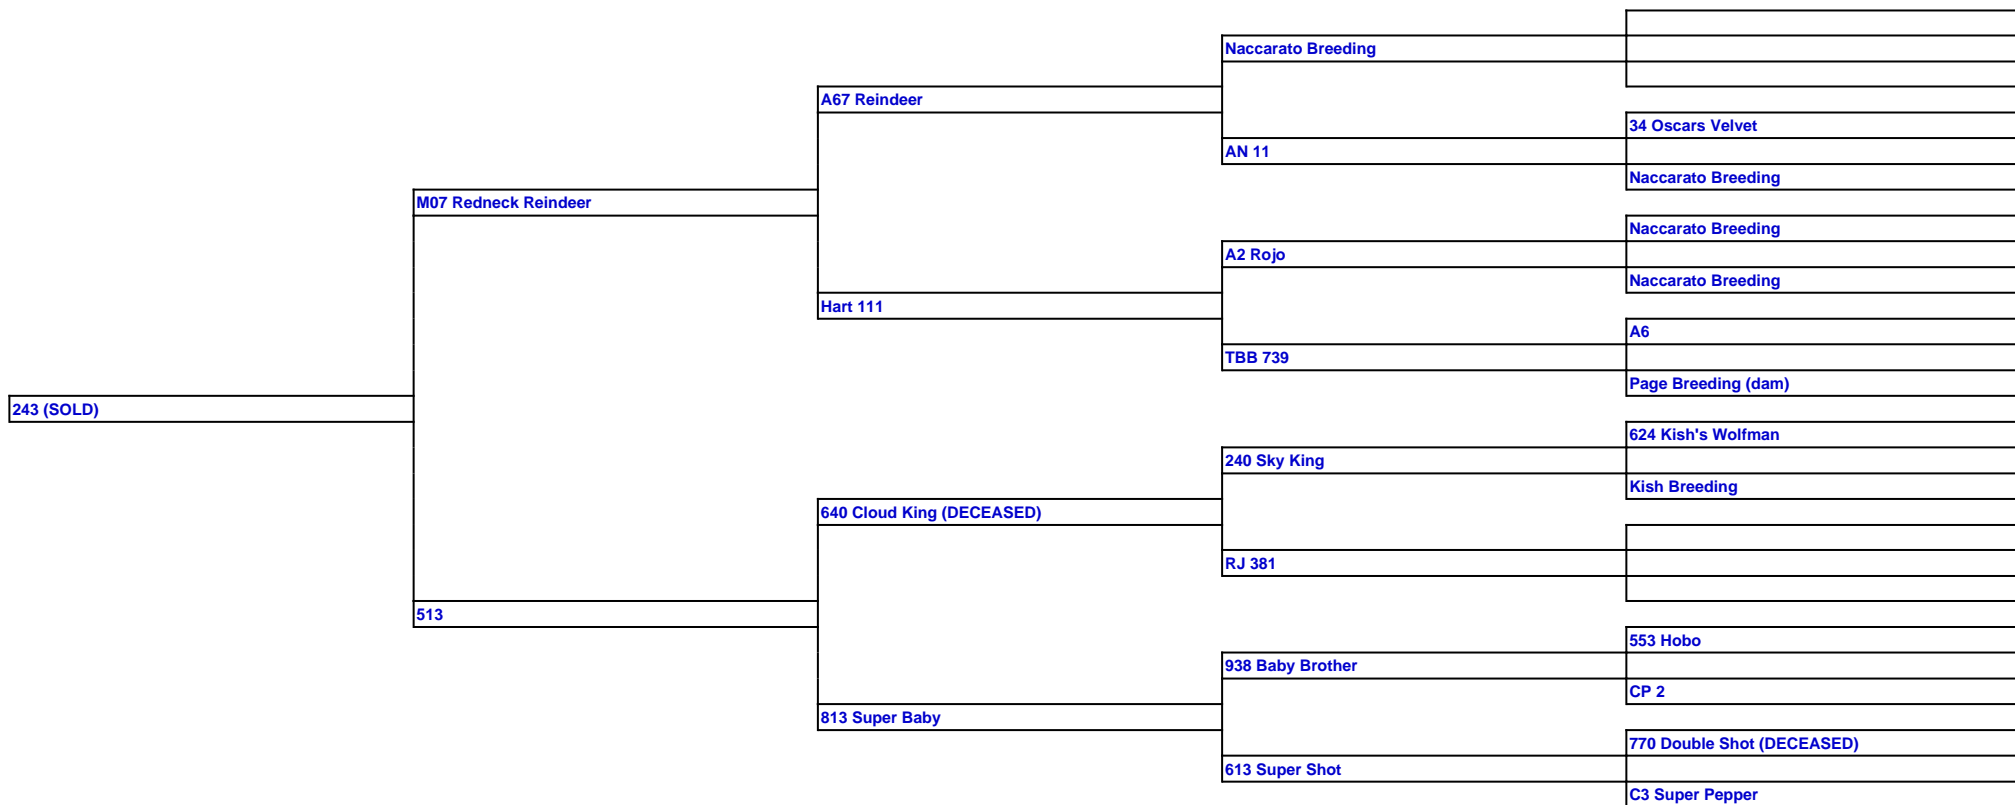 Naccarato Breeding
A67 Reindeer
34 Oscars Velvet
AN 11
Naccarato Breeding
M07 Redneck Reindeer
Naccarato Breeding
A2 Rojo
Naccarato Breeding
Hart 111
A6
TBB 739
Page Breeding (dam)
243 (SOLD)
624 Kish's Wolfman
240 Sky King
Kish Breeding
640 Cloud King (DECEASED)
RJ 381
513
553 Hobo
938 Baby Brother
CP 2
813 Super Baby
770 Double Shot (DECEASED)
613 Super Shot
C3 Super Pepper